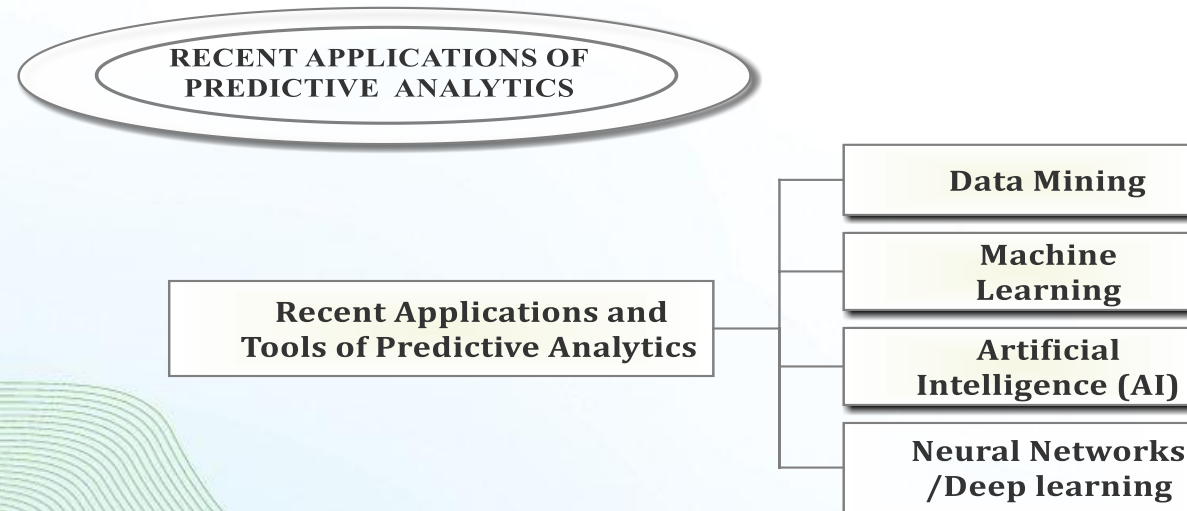 RECENT APPLICATIONS OF
PREDICTIVE ANALYTICS
Data Mining
Machine
Learning
Recent Applications and
Tools of Predictive Analytics
Artificial
Intelligence (AI)
Neural Networks
/Deep learning